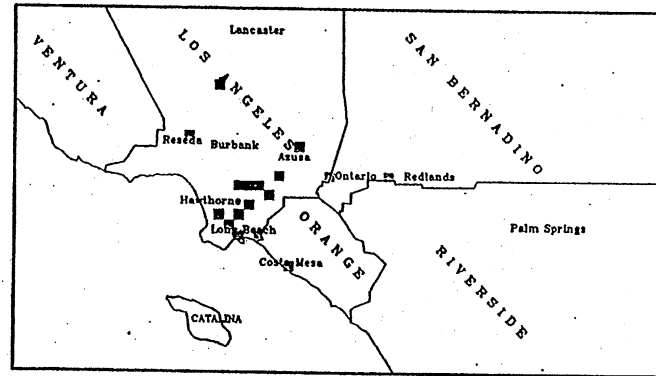 VENTURA
LOS ANGELES
Lancaster
SAN BERNADINO
Reseda
Burbank
Azusa
Ontario
Redlands
Hawthorne
Long Beach
ORANGE
Palm Springs
Costa Mesa
RIVERSIDE
CATALINA